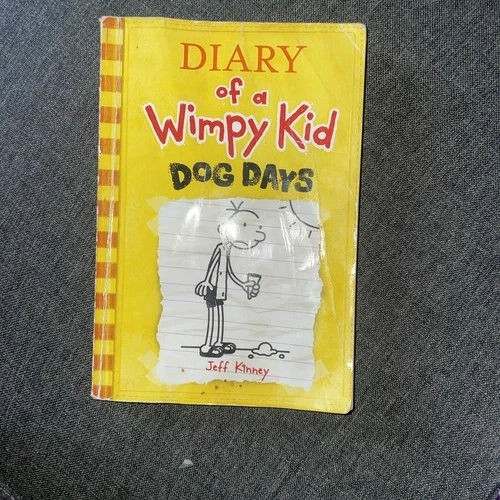 DIARY
of a
Wimpy Kid
DOG DAYS
Jeff Kinney